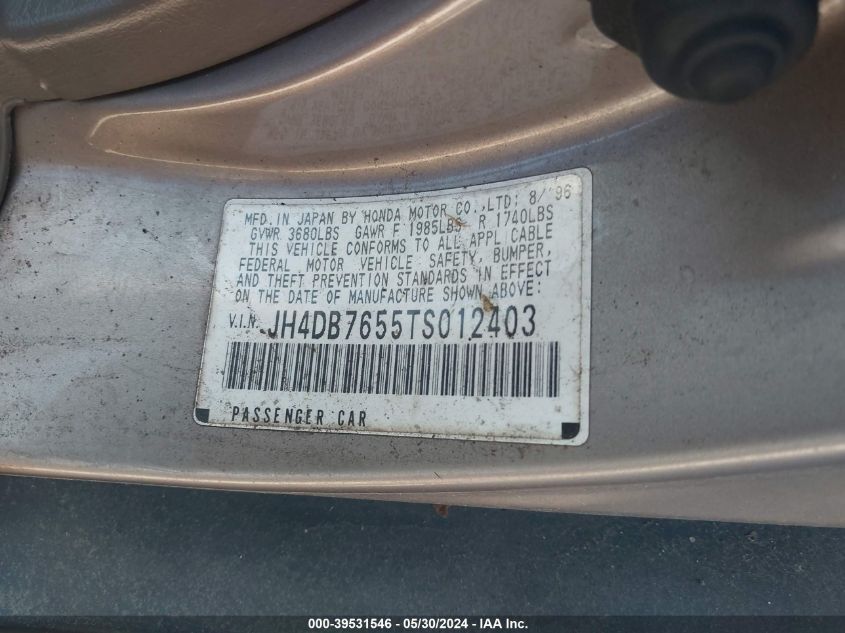 MFD. IN JAPAN BY HONDA MOTOR CO.,LTD; 8/'96
GVWR 3680LBS GAWR F 1985LBS R 1740LBS
THIS VEHICLE CONFORMS TO ALL APPLICABLE
FEDERAL MOTOR VEHICLE SAFETY, BUMPER,
AND THEFT PREVENTION STANDARDS IN EFFECT
ON THE DATE OF MANUFACTURE SHOWN ABOVE:
V.I.N. JH4DB7655TS012403
PASSENGER CAR
000-39531546 - 05/30/2024 - IAA Inc.